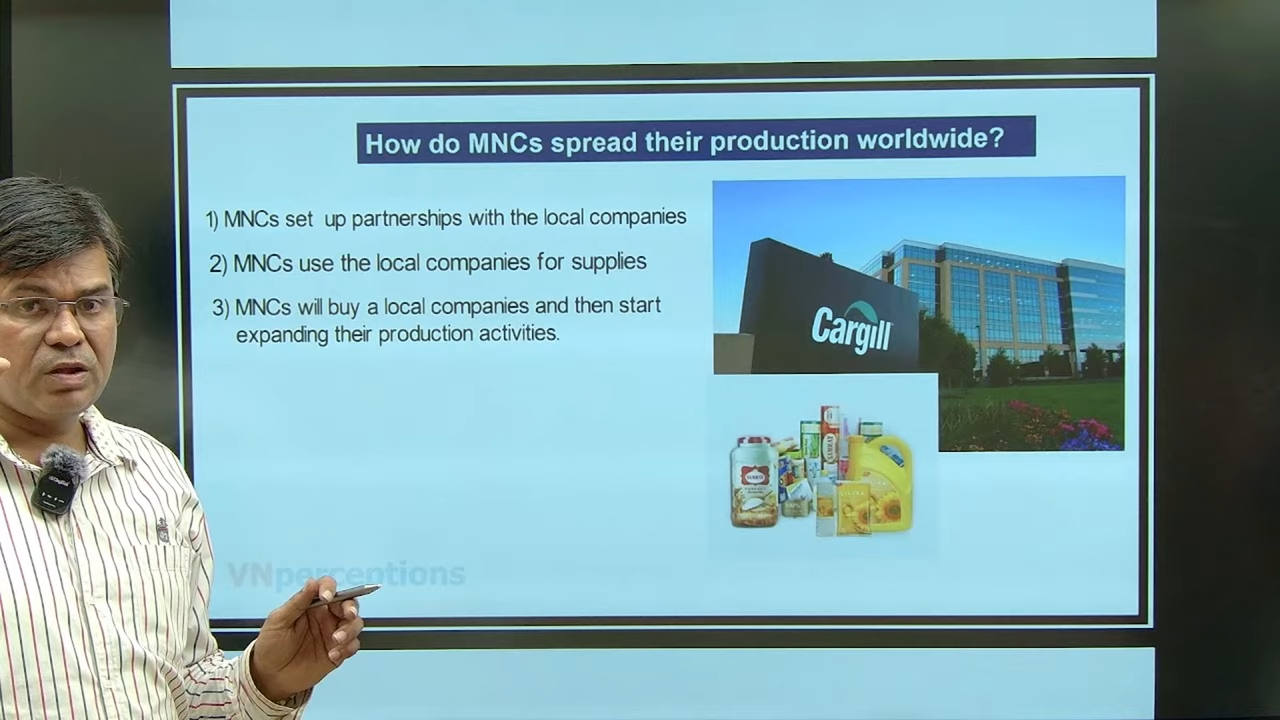 How do MNCs spread their production worldwide?
1) MNCs set up partnerships with the local companies
2) MNCs use the local companies for supplies
3) MNCs will buy a local companies and then start
expanding their production activities.
Cargill
VNperceptions